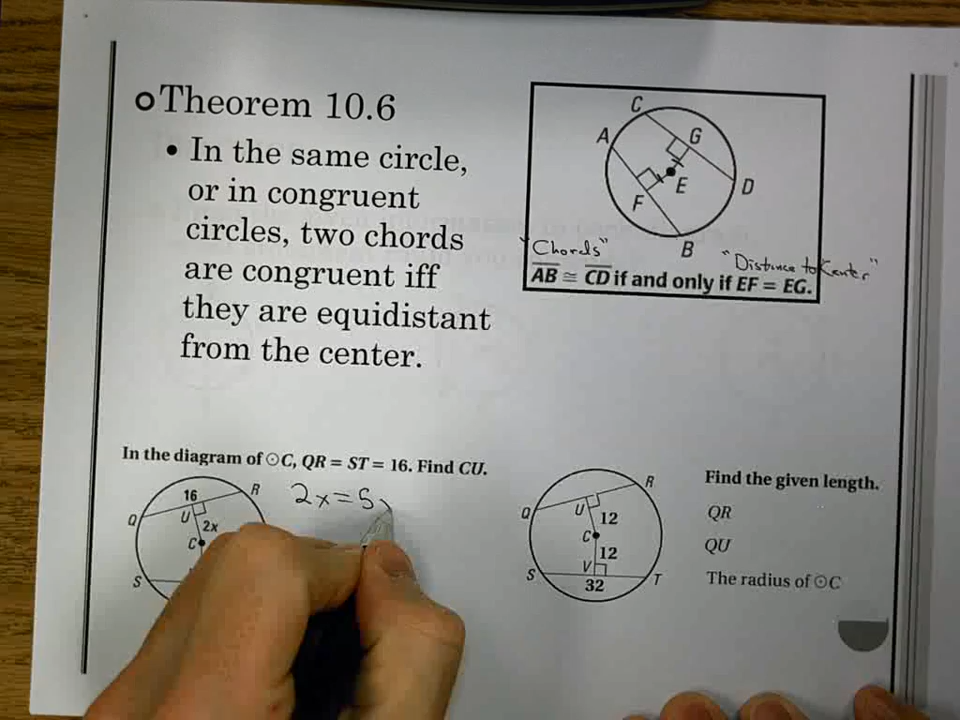 Theorem 10.6
• In the same circle,
or in congruent
circles, two chords
are congruent iff
they are equidistant
from the center.
C
A
G
E
D
F
B
"Chords"
"Distance to Center"
AB ≅ CD if and only if EF = EG.
In the diagram of ⊙C, QR = ST = 16. Find CU.
16
R
Q
U
2x
C
S
2x = 5
R
Q
U
12
C
12
V
S
T
32
Find the given length.
QR
QU
The radius of ⊙C